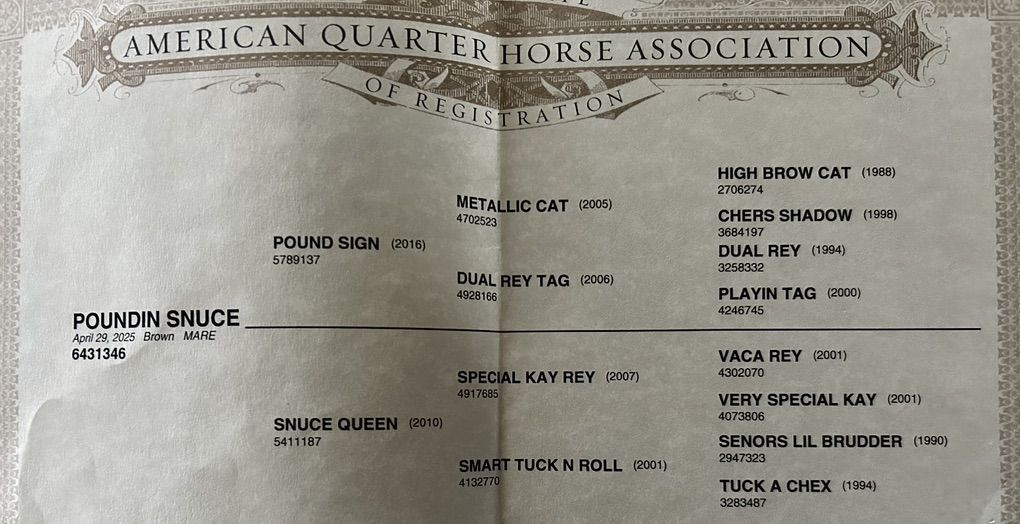 AMERICAN QUARTER HORSE ASSOCIATION
OF REGISTRATION
HIGH BROW CAT (1988)
2706274
METALLIC CAT (2005)
4702523
CHERS SHADOW (1998)
3684197
POUND SIGN (2016)
5789137
DUAL REY (1994)
3258332
DUAL REY TAG (2006)
4928166
PLAYIN TAG (2000)
4246745
POUNDIN SNUCE
April 29, 2025 Brown MARE
6431346
VACA REY (2001)
4302070
SPECIAL KAY REY (2007)
4917685
VERY SPECIAL KAY (2001)
4073806
SNUCE QUEEN (2010)
5411187
SENORS LIL BRUDDER (1990)
2947323
SMART TUCK N ROLL (2001)
4132770
TUCK A CHEX (1994)
3283487